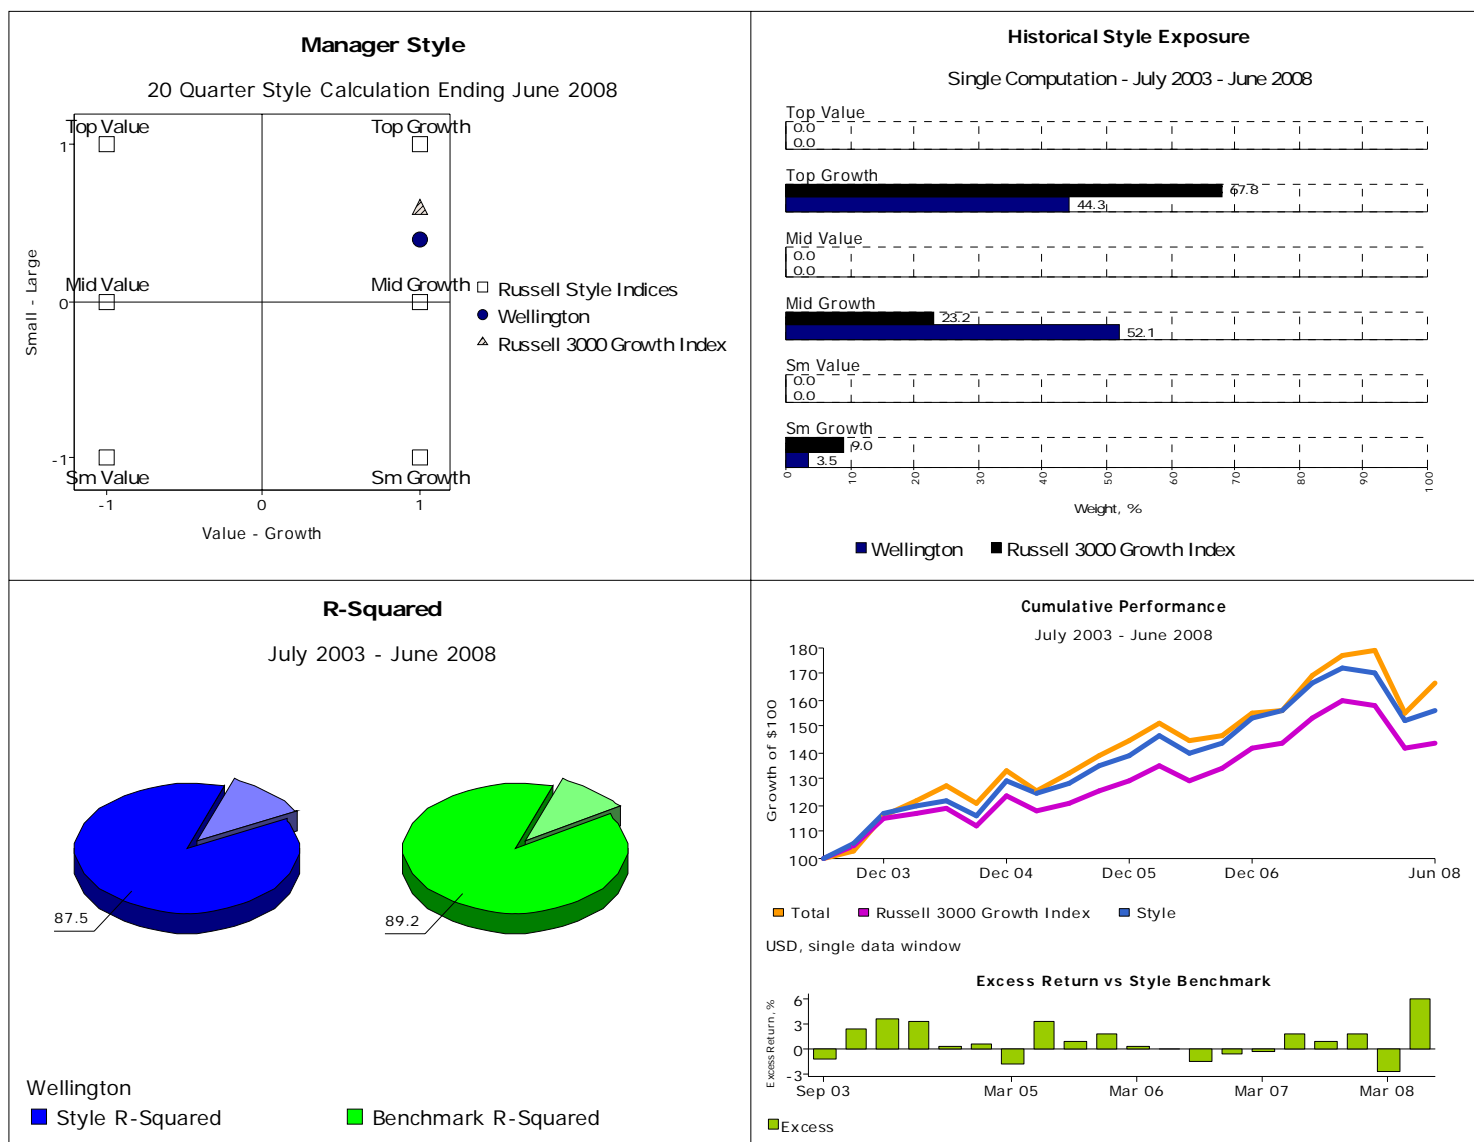 Manager Style
20 Quarter Style Calculation Ending June 2008
Top Value
Top Growth
1
Mid Value
Mid Growth
0
Small - Large
-1
Sm Value
Sm Growth
-1
0
1
Value - Growth
Russell Style Indices
Wellington
Russell 3000 Growth Index
Historical Style Exposure
Single Computation - July 2003 - June 2008
Top Value
0.0
0.0
Top Growth
67.8
44.3
Mid Value
0.0
0.0
Mid Growth
23.2
52.1
Sm Value
0.0
0.0
Sm Growth
9.0
3.5
0 10 20 30 40 50 60 70 80 90 100
Weight, %
Wellington Russell 3000 Growth Index
R-Squared
July 2003 - June 2008
87.5
89.2
Wellington
Style R-Squared Benchmark R-Squared
Cumulative Performance
July 2003 - June 2008
Growth of $100
180
170
160
150
140
130
120
110
100
Dec 03 Dec 04 Dec 05 Dec 06 Jun 08
Total Russell 3000 Growth Index Style
USD, single data window
Excess Return vs Style Benchmark
Excess Return, %
6
3
0
-3
Sep 03 Mar 05 Mar 06 Mar 07 Mar 08
Excess